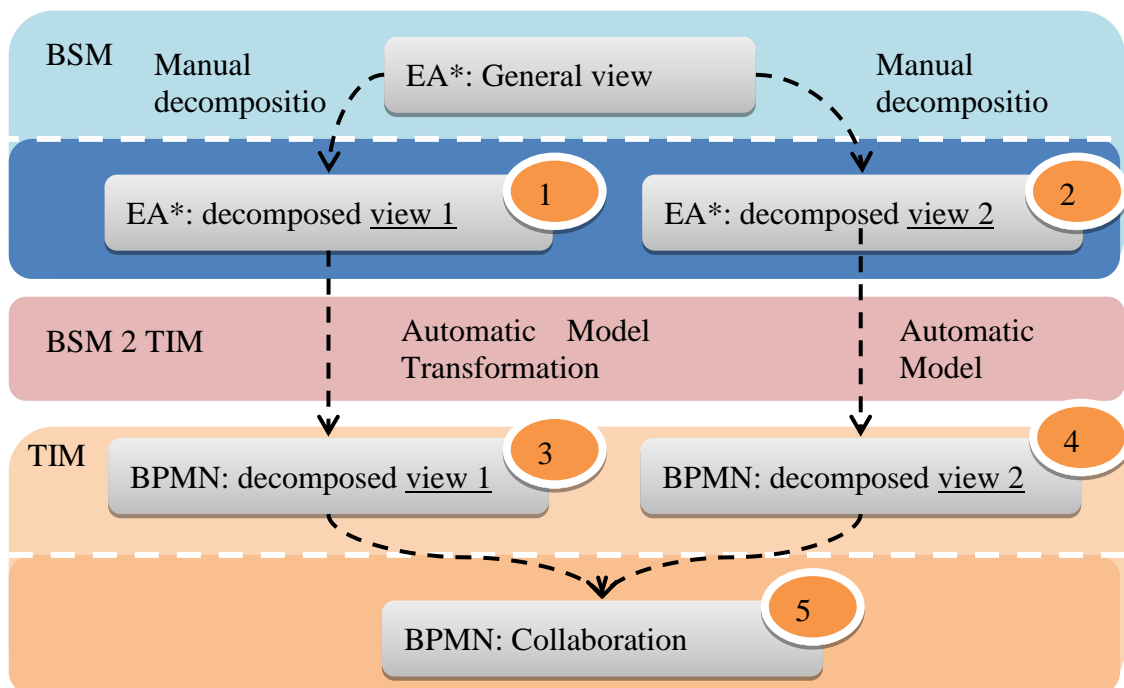 BSM
Manual
decompositio
EA*: General view
Manual
decompositio
EA*: decomposed view 1
1
EA*: decomposed view 2
2
BSM 2 TIM
Automatic Model
Transformation
Automatic
Model
TIM
BPMN: decomposed view 1
3
BPMN: decomposed view 2
4
BPMN: Collaboration
5